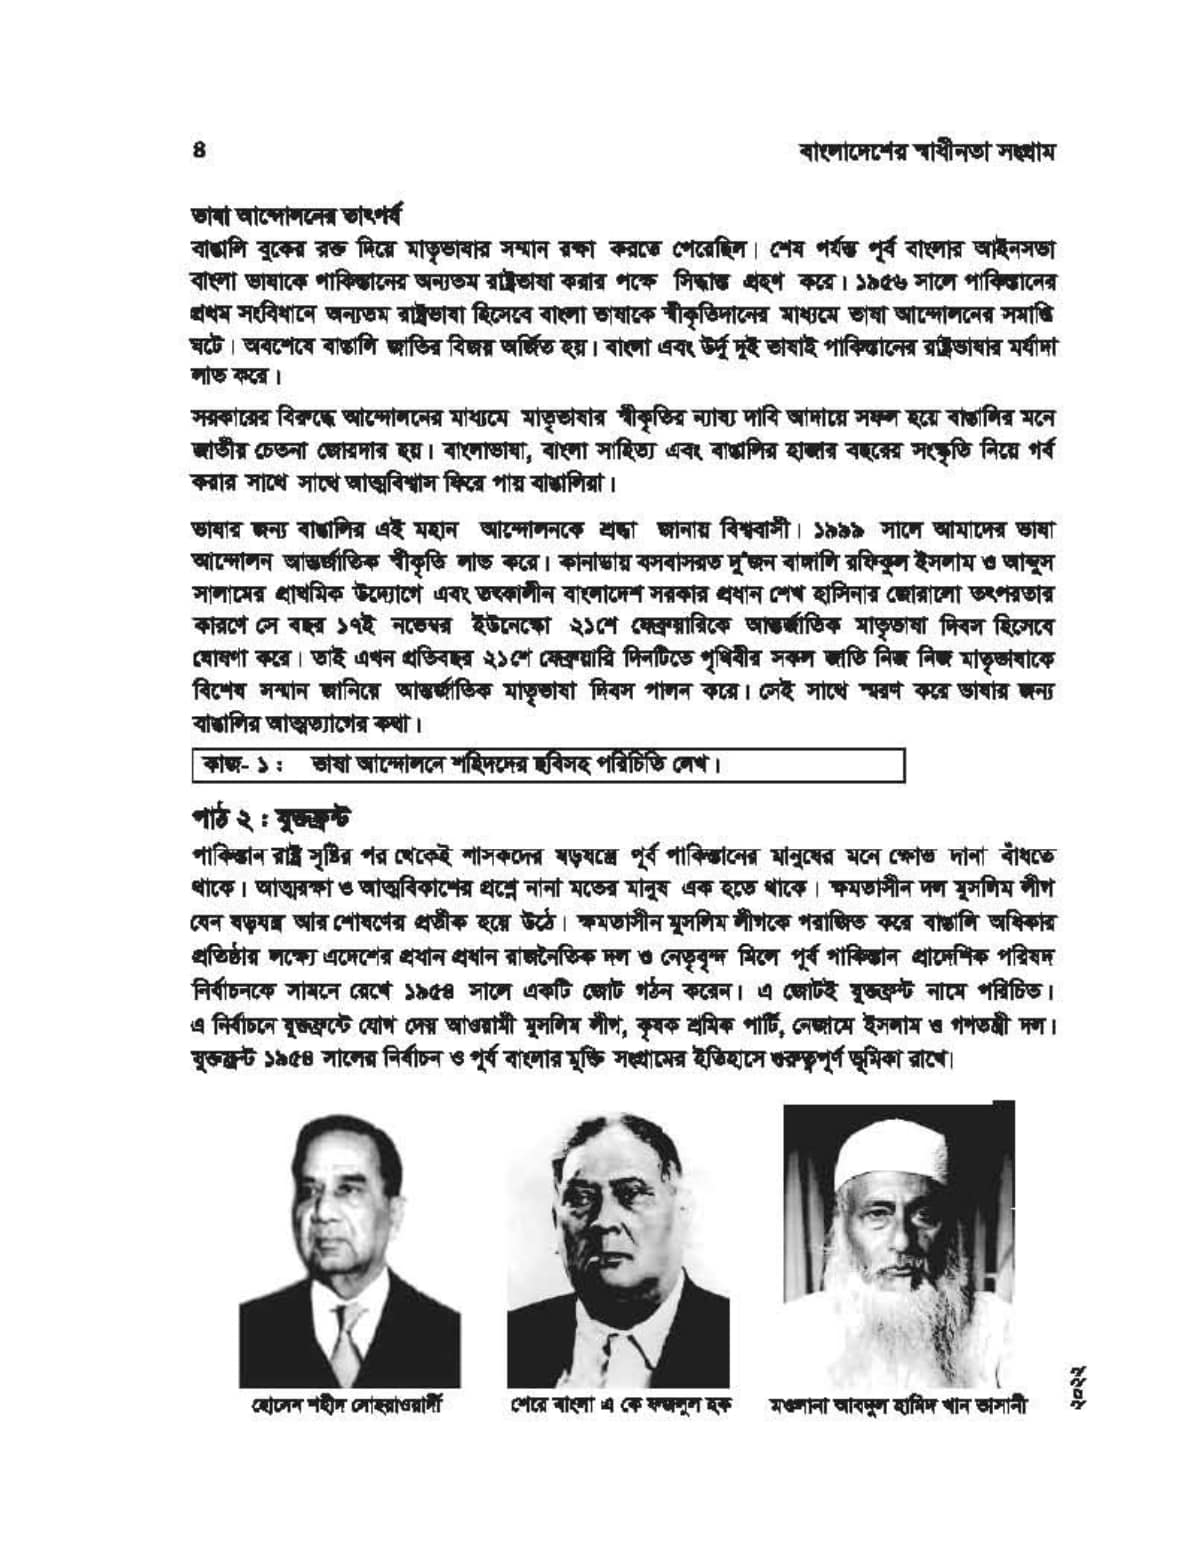 ৪
বাংলাদেশের স্বাধীনতা সংগ্রাম
ভাষা আন্দোলনের তাৎপর্য
বাঙালি বুকের রক্ত দিয়ে মাতৃভাষার সম্মান রক্ষা করতে পেরেছিল। শেষ পর্যন্ত পূর্ব বাংলার আইনসভা
বাংলা ভাষাকে পাকিস্তানের অন্যতম রাষ্ট্রভাষা করার পক্ষে সিদ্ধান্ত গ্রহণ করে। ১৯৫৬ সালে পাকিস্তানের
প্রথম সংবিধানে অন্যতম রাষ্ট্রভাষা হিসেবে বাংলা ভাষাকে স্বীকৃতিদানের মাধ্যমে ভাষা আন্দোলনের সমাপ্তি
ঘটে। অবশেষে বাঙালি জাতির বিজয় অর্জিত হয়। বাংলা এবং উর্দু দুই ভাষাই পাকিস্তানের রাষ্ট্রভাষার মর্যাদা
লাভ করে।
সরকারের বিরুদ্ধে আন্দোলনের মাধ্যমে মাতৃভাষার স্বীকৃতির ন্যায্য দাবি আদায়ে সফল হয়ে বাঙালির মনে
জাতীয় চেতনা জোরদার হয়। বাংলাভাষা, বাংলা সাহিত্য এবং বাঙালির হাজার বছরের সংস্কৃতি নিয়ে গর্ব
করার সাথে সাথে আত্মবিশ্বাস ফিরে পায় বাঙালিরা।
ভাষার জন্য বাঙালির এই মহান আন্দোলনকে শ্রদ্ধা জানায় বিশ্ববাসী। ১৯৯৯ সালে আমাদের ভাষা
আন্দোলন আন্তর্জাতিক স্বীকৃতি লাভ করে। কানাডায় বসবাসরত দু'জন বাঙ্গালি রফিকুল ইসলাম ও আব্দুস
সালামের প্রাথমিক উদ্যোগে এবং তৎকালীন বাংলাদেশ সরকার প্রধান শেখ হাসিনার জোরালো তৎপরতার
কারণে সে বছর ১৭ই নভেম্বর ইউনেস্কো ২১শে ফেব্রুয়ারিকে আন্তর্জাতিক মাতৃভাষা দিবস হিসেবে
ঘোষণা করে। তাই এখন প্রতিবছর ২১শে ফেব্রুয়ারি দিনটিতে পৃথিবীর সকল জাতি নিজ নিজ মাতৃভাষাকে
বিশেষ সম্মান জানিয়ে আন্তর্জাতিক মাতৃভাষা দিবস পালন করে। সেই সাথে স্মরণ করে ভাষার জন্য
বাঙালির আত্মত্যাগের কথা।
কাজ- ১ : ভাষা আন্দোলনে শহিদদের ছবিসহ পরিচিতি লেখ।
পাঠ ২ : যুক্তফ্রন্ট
পাকিস্তান রাষ্ট্র সৃষ্টির পর থেকেই শাসকদের ষড়যন্ত্রে পূর্ব পাকিস্তানের মানুষের মনে ক্ষোভ দানা বাঁধতে
থাকে। আত্মরক্ষা ও আত্মবিকাশের প্রশ্নে নানা মতের মানুষ এক হতে থাকে। ক্ষমতাসীন দল মুসলিম লীগ
যেন ষড়যন্ত্র আর শোষণের প্রতীক হয়ে উঠে। ক্ষমতাসীন মুসলিম লীগকে পরাজিত করে বাঙালি অধিকার
প্রতিষ্ঠার লক্ষ্যে এদেশের প্রধান প্রধান রাজনৈতিক দল ও নেতৃবৃন্দ মিলে পূর্ব পাকিস্তান প্রাদেশিক পরিষদ
নির্বাচনকে সামনে রেখে ১৯৫৪ সালে একটি জোট গঠন করেন। এ জোটই যুক্তফ্রন্ট নামে পরিচিত।
এ নির্বাচনে যুক্তফ্রন্টে যোগ দেয় আওয়ামী মুসলিম লীগ, কৃষক শ্রমিক পার্টি, নেজামে ইসলাম ও গণতন্ত্রী দল।
যুক্তফ্রন্ট ১৯৫৪ সালের নির্বাচন ও পূর্ব বাংলার মুক্তি সংগ্রামের ইতিহাসে গুরুত্বপূর্ণ ভূমিকা রাখে।
হোসেন শহীদ সোহরাওয়ার্দী
শেরে বাংলা এ কে ফজলুল হক
মওলানা আবদুল হামিদ খান ভাসানী
২০২২